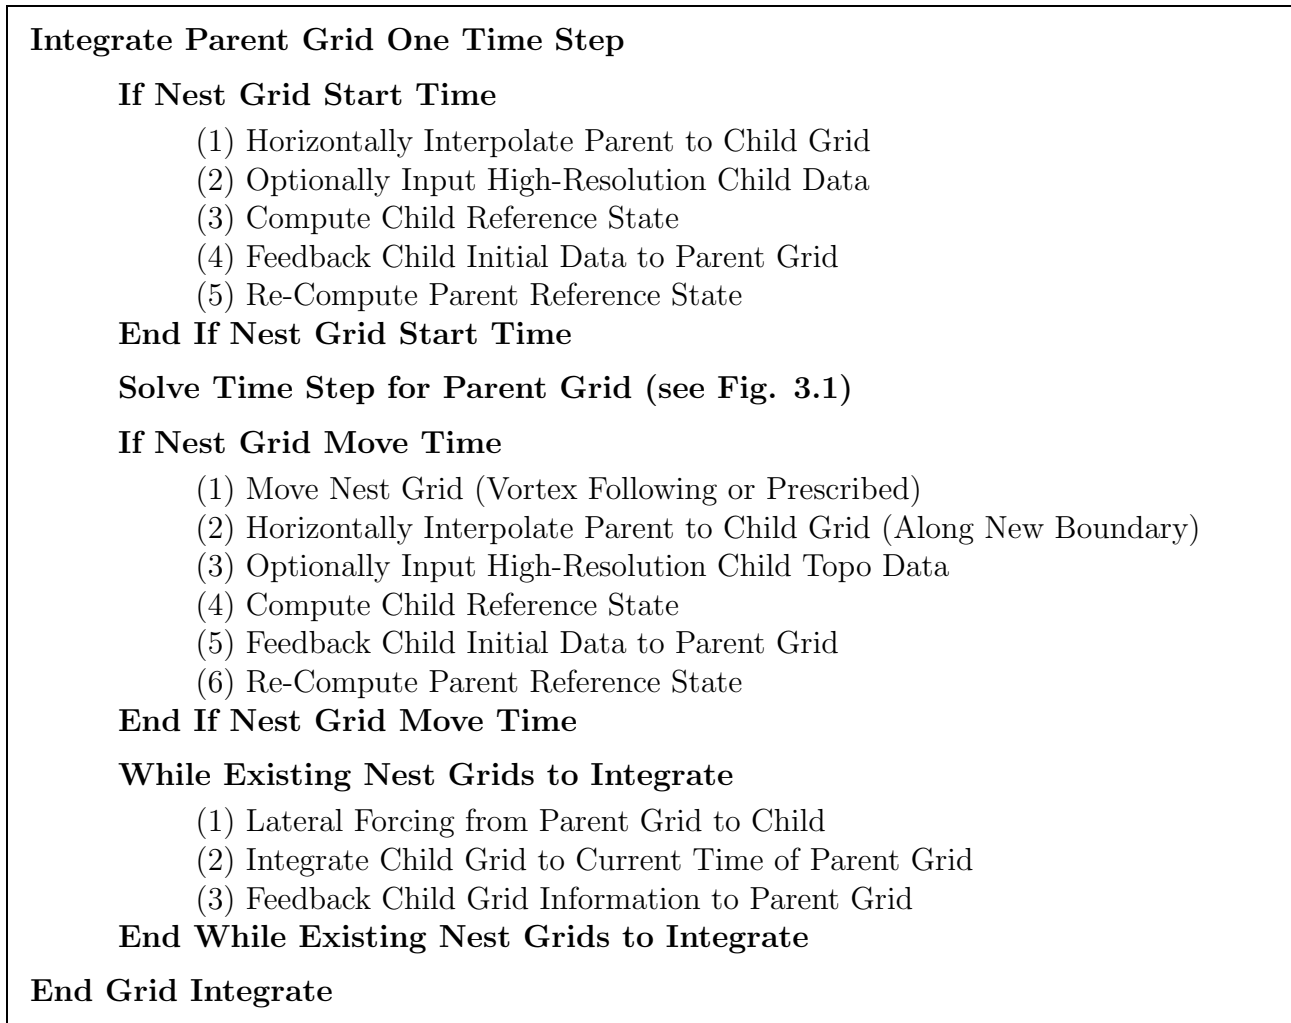 Integrate Parent Grid One Time Step
If Nest Grid Start Time
(1) Horizontally Interpolate Parent to Child Grid
(2) Optionally Input High-Resolution Child Data
(3) Compute Child Reference State
(4) Feedback Child Initial Data to Parent Grid
(5) Re-Compute Parent Reference State
End If Nest Grid Start Time
Solve Time Step for Parent Grid (see Fig. 3.1)
If Nest Grid Move Time
(1) Move Nest Grid (Vortex Following or Prescribed)
(2) Horizontally Interpolate Parent to Child Grid (Along New Boundary)
(3) Optionally Input High-Resolution Child Topo Data
(4) Compute Child Reference State
(5) Feedback Child Initial Data to Parent Grid
(6) Re-Compute Parent Reference State
End If Nest Grid Move Time
While Existing Nest Grids to Integrate
(1) Lateral Forcing from Parent Grid to Child
(2) Integrate Child Grid to Current Time of Parent Grid
(3) Feedback Child Grid Information to Parent Grid
End While Existing Nest Grids to Integrate
End Grid Integrate